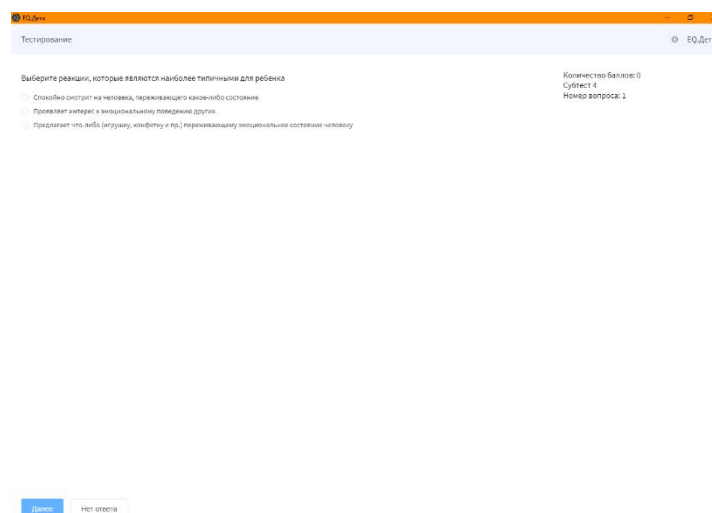 EQ.Дети
Тестирование
EQ.Дет
Выберите реакции, которые являются наиболее типичными для ребенка
Количество баллов: 0
Субтест 4
Номер вопроса: 1
Спокойно смотрит на человека, переживающего какое-либо состояние
Проявляет интерес к эмоциональному поведению других
Предлагает что-либо (игрушку, конфетку и пр.) переживающему эмоциональное состояние человеку
Далее
Нет ответа